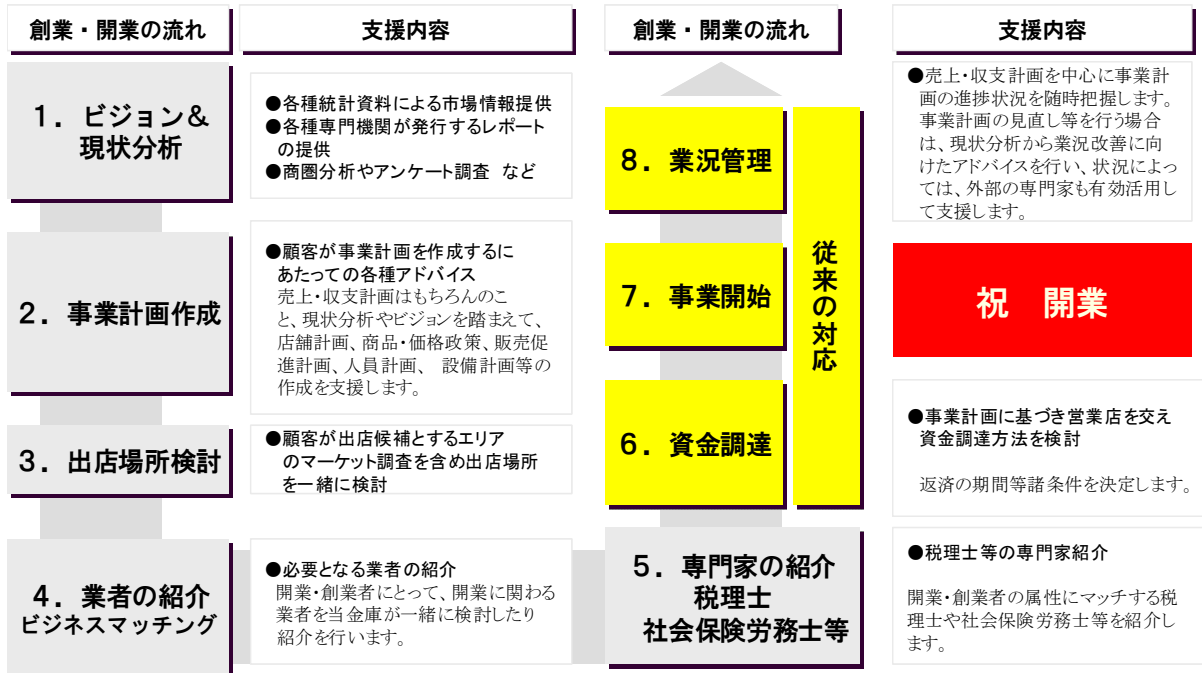 創業・開業の流れ
支援内容
1．ビジョン＆
現状分析
●各種統計資料による市場情報提供
●各種専門機関が発行するレポート
の提供
●商圏分析やアンケート調査 など
2．事業計画作成
●顧客が事業計画を作成するに
あたっての各種アドバイス
売上・収支計画はもちろんのこ
と、現状分析やビジョンを踏まえて、
店舗計画、商品・価格政策、販売促
進計画、人員計画、 設備計画等の
作成を支援します。
3．出店場所検討
●顧客が出店候補とするエリア
のマーケット調査を含め出店場所
を一緒に検討
4．業者の紹介
ビジネスマッチング
●必要となる業者の紹介
開業・創業者にとって、開業に関わる
業者を当金庫が一緒に検討したり
紹介を行います。
創業・開業の流れ
支援内容
8．業況管理
●売上・収支計画を中心に事業計
画の進捗状況を随時把握します。
事業計画の見直し等を行う場合
は、現状分析から業況改善に向
けたアドバイスを行い、状況によっ
ては、外部の専門家も有効活用し
て支援します。
7．事業開始
従来の対応
祝　開業
6．資金調達
●事業計画に基づき営業店を交え
資金調達方法を検討
返済の期間等諸条件を決定します。
5．専門家の紹介
税理士
社会保険労務士等
●税理士等の専門家紹介
開業・創業者の属性にマッチする税
理士や社会保険労務士等を紹介し
ます。